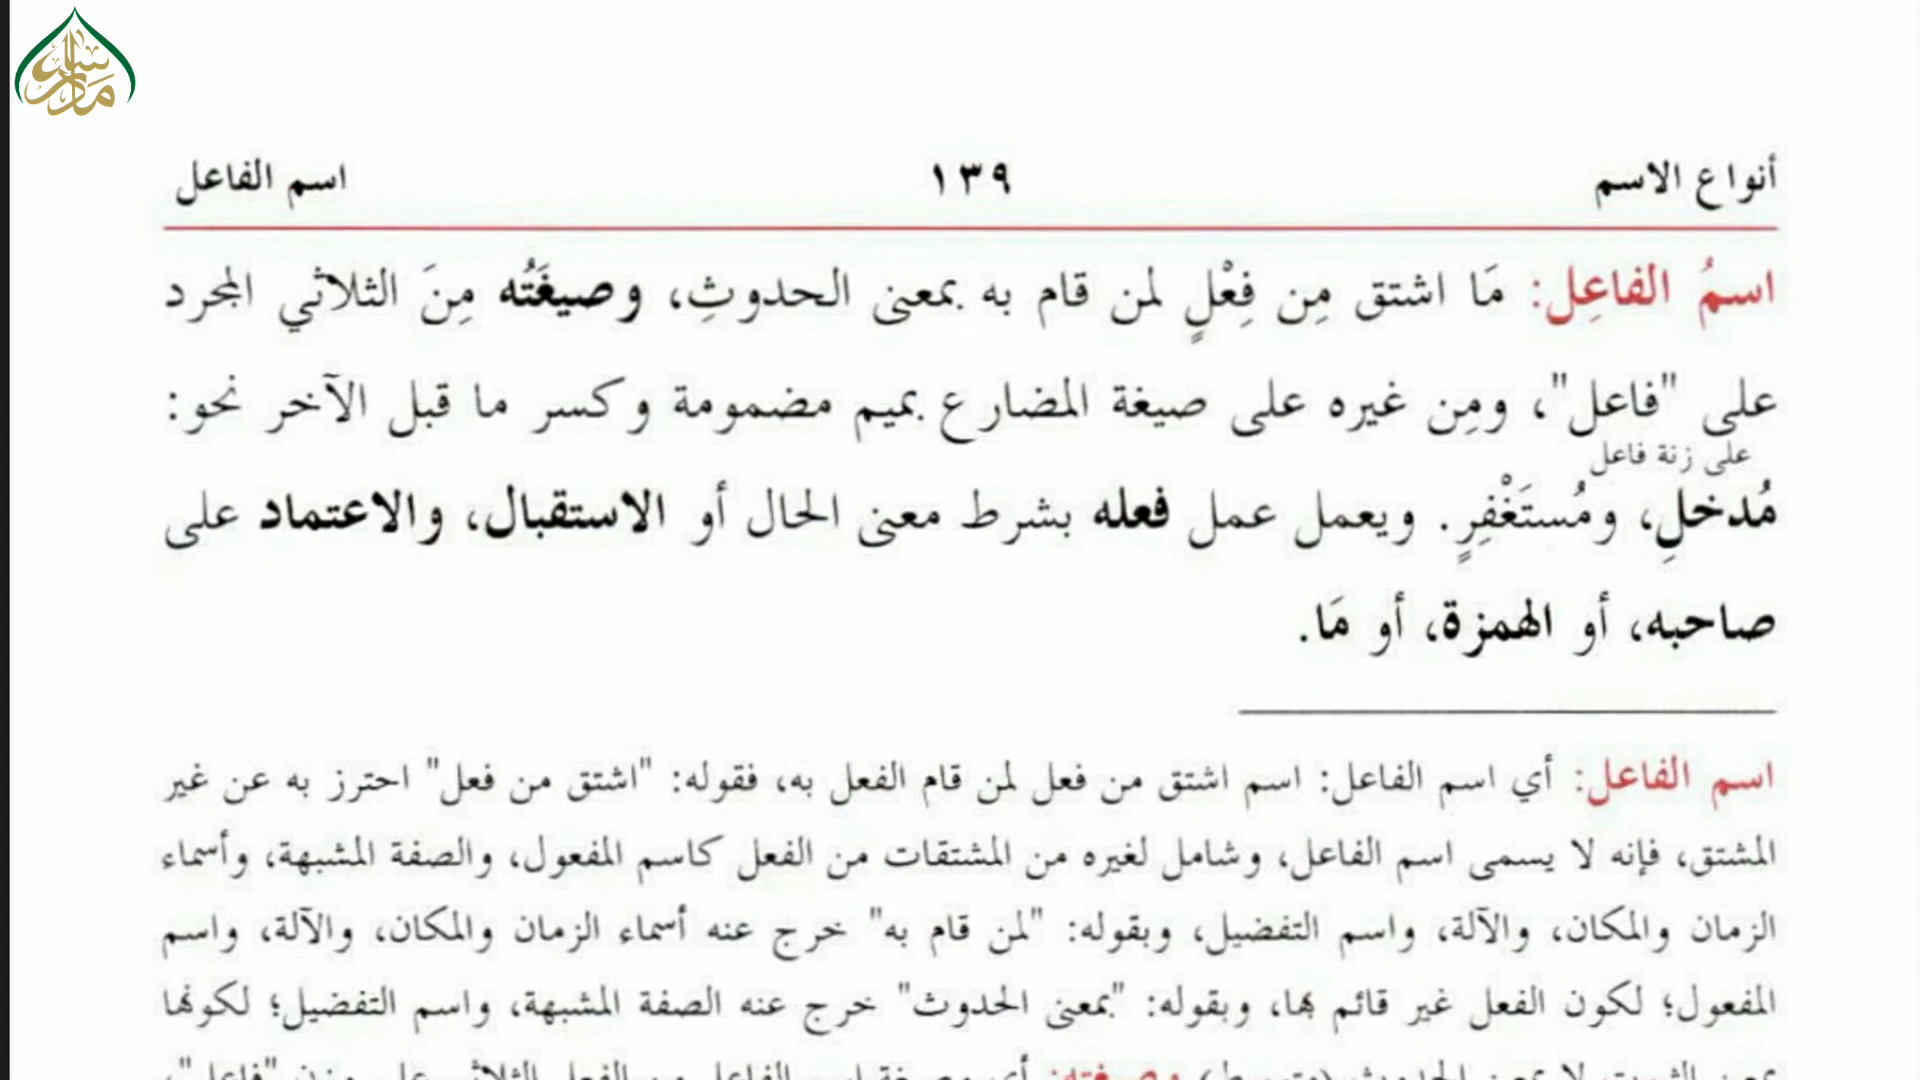 أنواع الاسم ١٣٩ اسم الفاعل
اسمُ الفاعِل: مَا اشتق مِن فِعْلٍ لمن قام به بمعنى الحدوثِ، وصيغَتُه مِنَ الثلاثي المجرد
على "فاعل"، ومِن غيره على صيغة المضارع بميم مضمومة وكسر ما قبل الآخر نحو:
على زنة فاعل
مُدخلِ، ومُستَغْفِرٍ. ويعمل عمل فعله بشرط معنى الحال أو الاستقبال، والاعتماد على
صاحبه، أو الهمزة، أو مَا.
اسم الفاعل: أي اسم الفاعل: اسم اشتق من فعل لمن قام الفعل به، فقوله: "اشتق من فعل" احترز به عن غير
المشتق، فإنه لا يسمى اسم الفاعل، وشامل لغيره من المشتقات من الفعل كاسم المفعول، والصفة المشبهة، وأسماء
الزمان والمكان، والآلة، واسم التفضيل، وبقوله: "لمن قام به" خرج عنه أسماء الزمان والمكان، والآلة، واسم
المفعول؛ لكون الفعل غير قائم بها، وبقوله: "بمعنى الحدوث" خرج عنه الصفة المشبهة، واسم التفضيل؛ لكونها